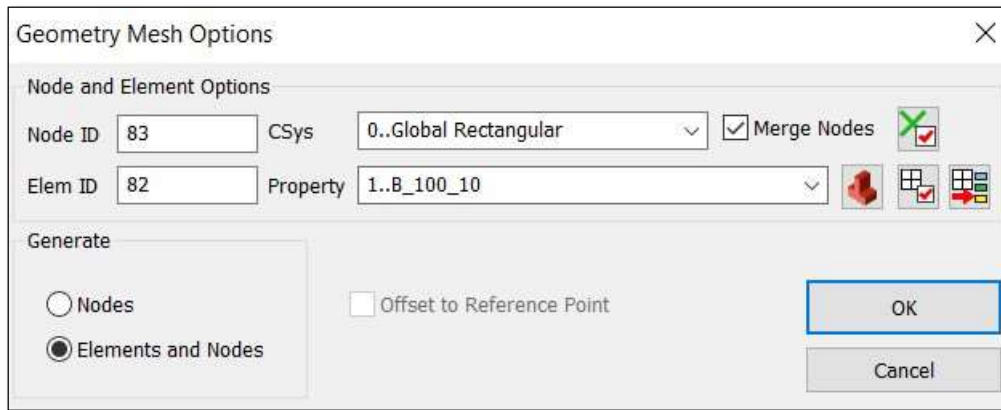 Geometry Mesh Options
Node and Element Options
Node ID 83 CSys 0..Global Rectangular Merge Nodes
Elem ID 82 Property 1..B_100_10
Generate
Nodes Offset to Reference Point OK
Elements and Nodes
Cancel